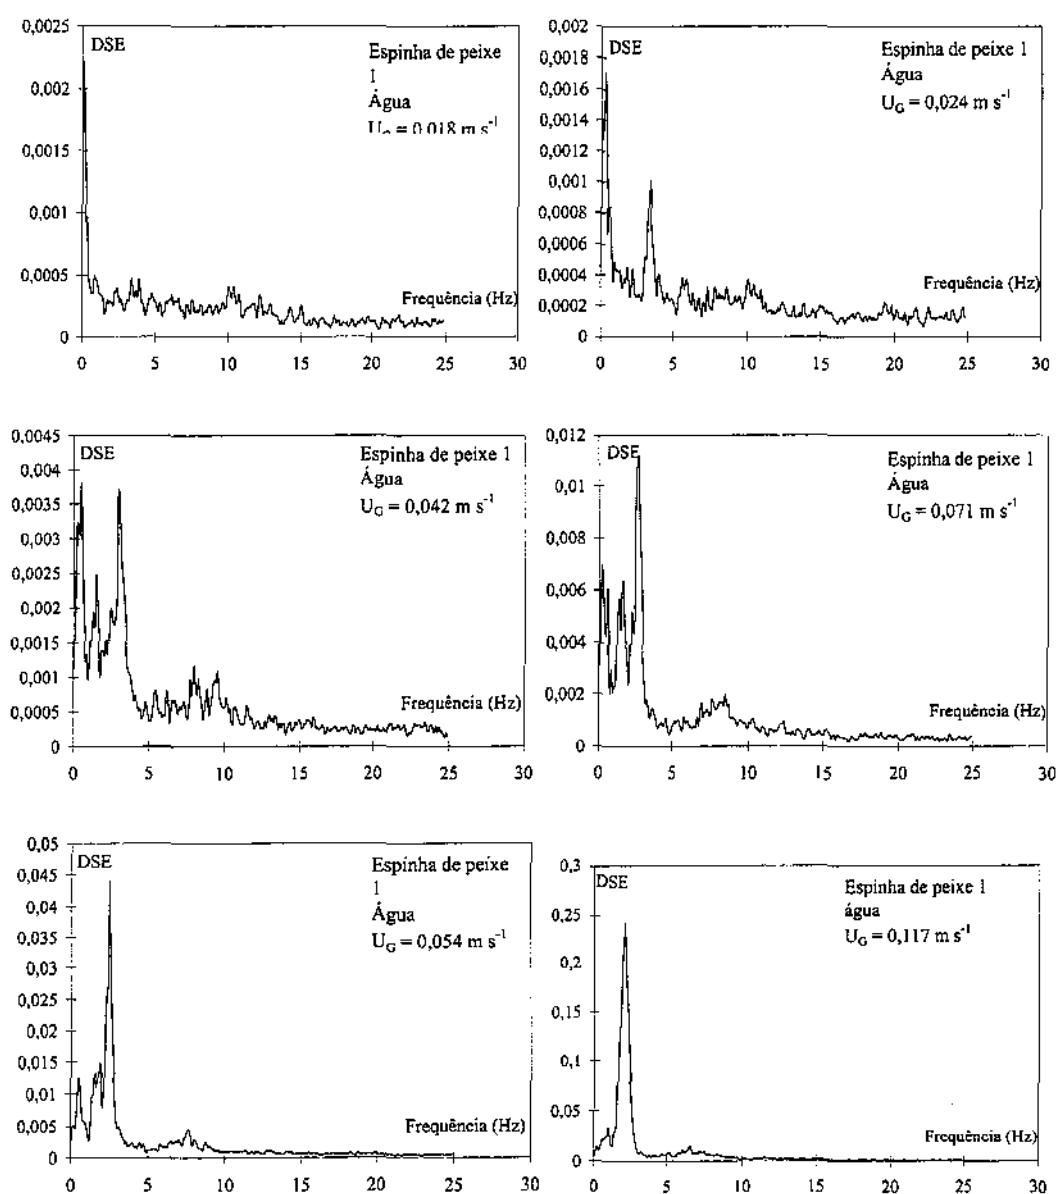 0,0025
DSE
Espinha de peixe
1
Água
U_G = 0,018 m s⁻¹
0,002
0,0015
0,001
0,0005
Frequência (Hz)
0
0 5 10 15 20 25 30
0,002
DSE
Espinha de peixe 1
0,0018
Água
0,0016
U_G = 0,024 m s⁻¹
0,0014
0,0012
0,001
0,0008
0,0006
0,0004
Frequência (Hz)
0,0002
0
0 5 10 15 20 25 30
0,0045
DSE
Espinha de peixe 1
0,004
Água
0,0035
U_G = 0,042 m s⁻¹
0,003
0,0025
0,002
0,0015
0,001
Frequência (Hz)
0,0005
0
0 5 10 15 20 25 30
0,012
DSE
Espinha de peixe 1
Água
0,01
U_G = 0,071 m s⁻¹
0,008
0,006
0,004
0,002
Frequência (Hz)
0
0 5 10 15 20 25 30
0,05
DSE
Espinha de peixe
0,045
1
0,04
Água
0,035
U_G = 0,054 m s⁻¹
0,03
0,025
0,02
0,015
0,01
0,005
Frequência (Hz)
0
0 5 10 15 20 25 30
0,3
DSE
Espinha de peixe 1
água
0,25
U_G = 0,117 m s⁻¹
0,2
0,15
0,1
0,05
Frequência (Hz)
0
0 5 10 15 20 25 30